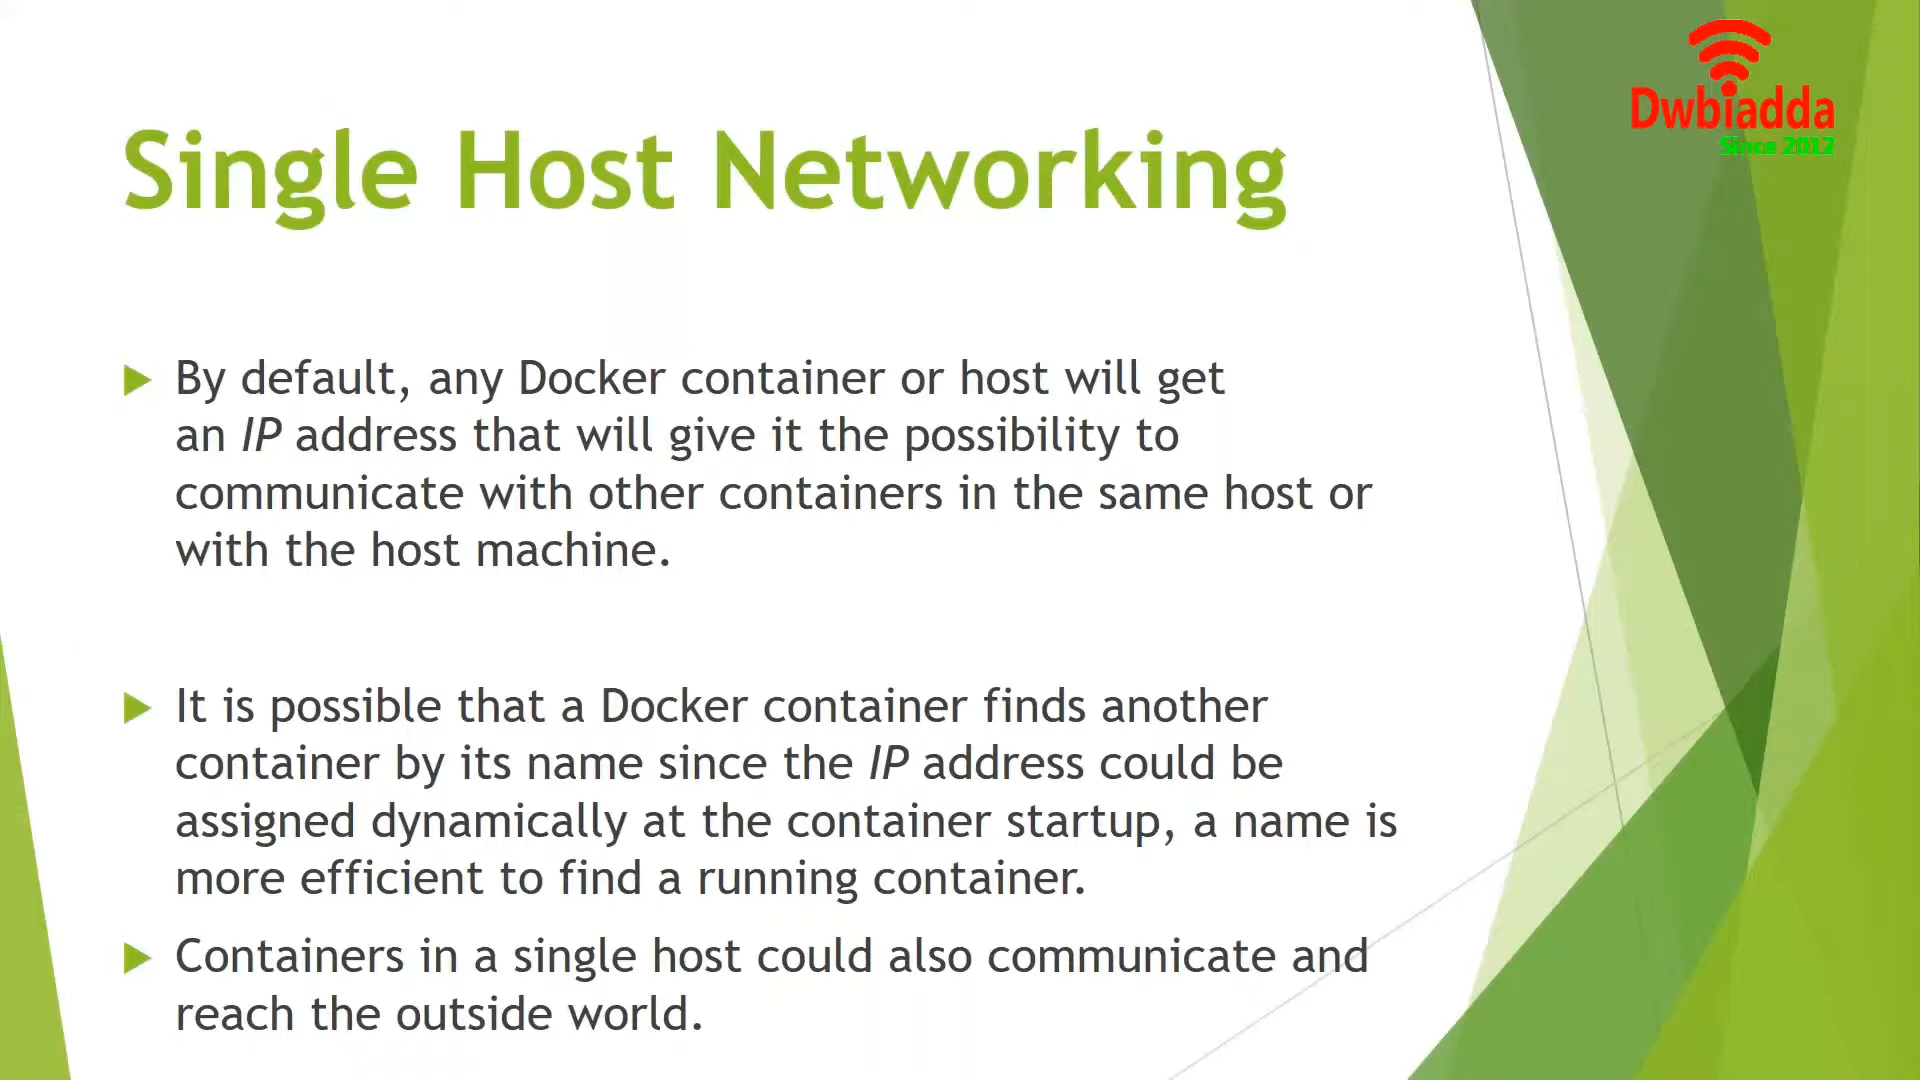 Dwbiadda
Since 2012
Single Host Networking
By default, any Docker container or host will get
an IP address that will give it the possibility to
communicate with other containers in the same host or
with the host machine.
It is possible that a Docker container finds another
container by its name since the IP address could be
assigned dynamically at the container startup, a name is
more efficient to find a running container.
Containers in a single host could also communicate and
reach the outside world.